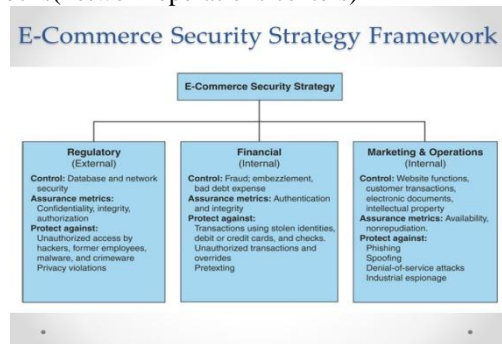 E-Commerce Security Strategy Framework
E-Commerce Security Strategy
Regulatory
(External)
Control: Database and network
security
Assurance metrics:
Confidentiality, integrity,
authorization
Protect against:
Unauthorized access by
hackers, former employees,
malware, and crimeware
Privacy violations
Financial
(Internal)
Control: Fraud; embezzlement,
bad debt expense
Assurance metrics: Authentication
and integrity
Protect against:
Transactions using stolen identities,
debit or credit cards, and checks.
Unauthorized transactions and
overrides
Pretexting
Marketing & Operations
(Internal)
Control: Website functions,
customer transactions,
electronic documents,
intellectual property
Assurance metrics: Availability,
nonrepudiation.
Protect against:
Phishing
Spoofing
Denial-of-service attacks
Industrial espionage